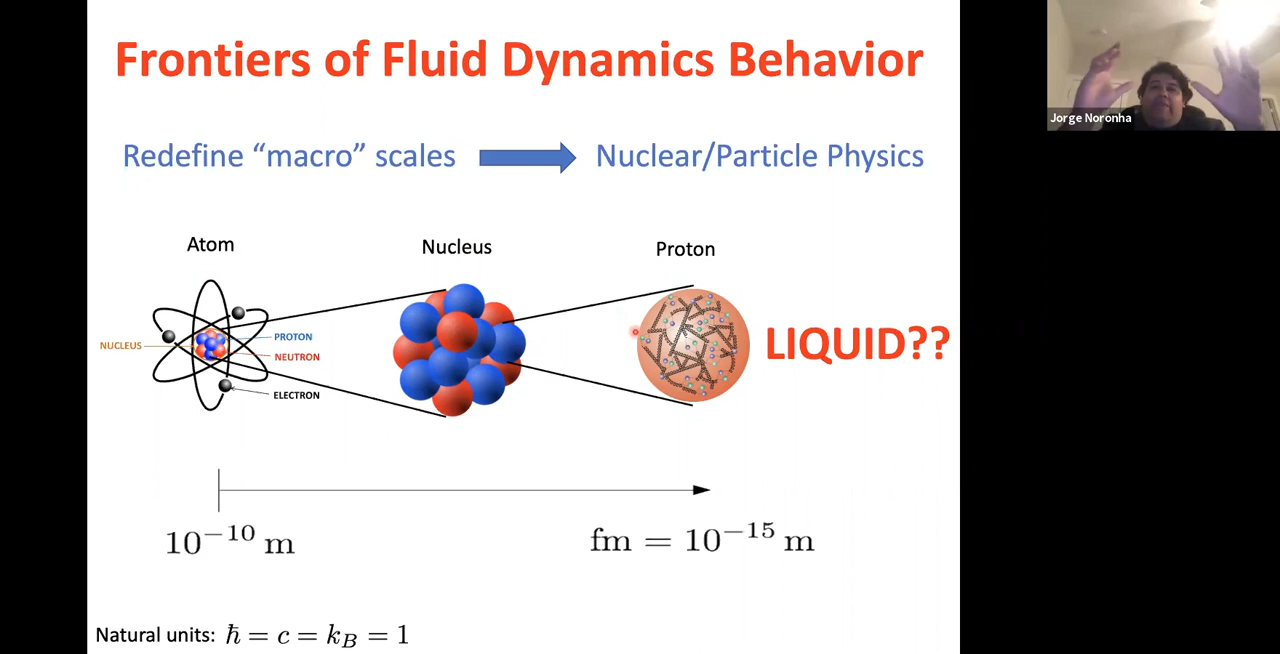 Frontiers of Fluid Dynamics Behavior
Jorge Noronha
Redefine “macro” scales
Nuclear/Particle Physics
Atom
Nucleus
Proton
NUCLEUS
PROTON
NEUTRON
ELECTRON
LIQUID??
10⁻¹⁰ m
fm = 10⁻¹⁵ m
Natural units: ℏ = c = k_B = 1